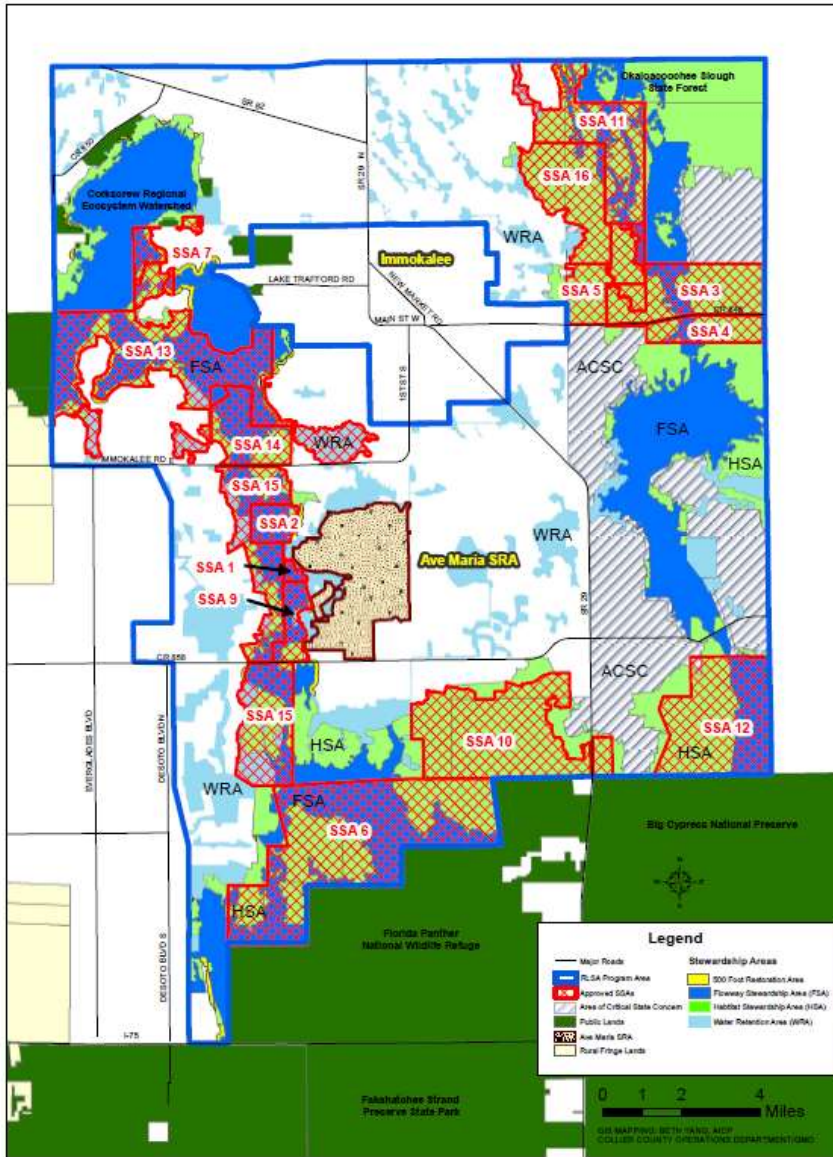 Okaloacoochee Slough
State Forest
SR 82
CR 850
SR 29 N
SSA 11
SSA 16
Corkscrew Regional
Ecosystem Watershed
WRA
SSA 7
Immokalee
LAKE TRAFFORD RD
NEW MARKET RD
SSA 5
SSA 3
MAIN ST W
SR 846
SSA 4
SSA 13
FSA
ACSC
1ST ST S
FSA
SSA 14
WRA
HSA
IMMOKALEE RD E
SSA 15
SSA 2
WRA
WRA
Ave Maria SRA
SSA 1
SSA 9
SR 29
CR 858
ACSC
SSA 15
EVERGLADES BLVD
DESOTO BLVD N
SSA 12
HSA
SSA 10
HSA
WRA
FSA
SSA 6
Big Cypress National Preserve
HSA
Florida Panther
National Wildlife Refuge
DESOTO BLVD S
I-75
Legend
Major Roads
RLSA Program Area
Approved SSAs
Area of Critical State Concern
Public Lands
Ave Maria SRA
Rural Fringe Lands
Stewardship Areas
500 Foot Restoration Area
Flowway Stewardship Area (FSA)
Habitat Stewardship Area (HSA)
Water Retention Area (WRA)
Fakahatchee Strand
Preserve State Park
0 1 2 4
Miles
GIS MAPPING: BETH YANG, AICP
COLLIER COUNTY OPERATIONS DEPARTMENT/GMD